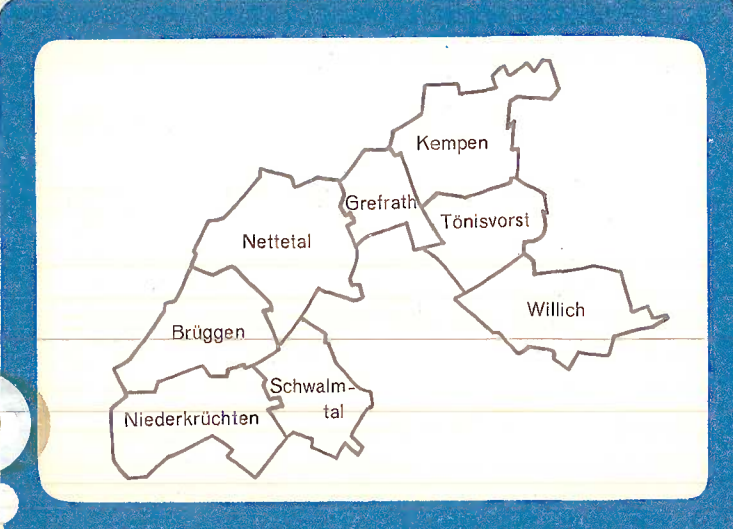 Kempen
Grefrath
Tönisvorst
Nettetal
Willich
Brüggen
Schwalm-
tal
Niederkrüchten